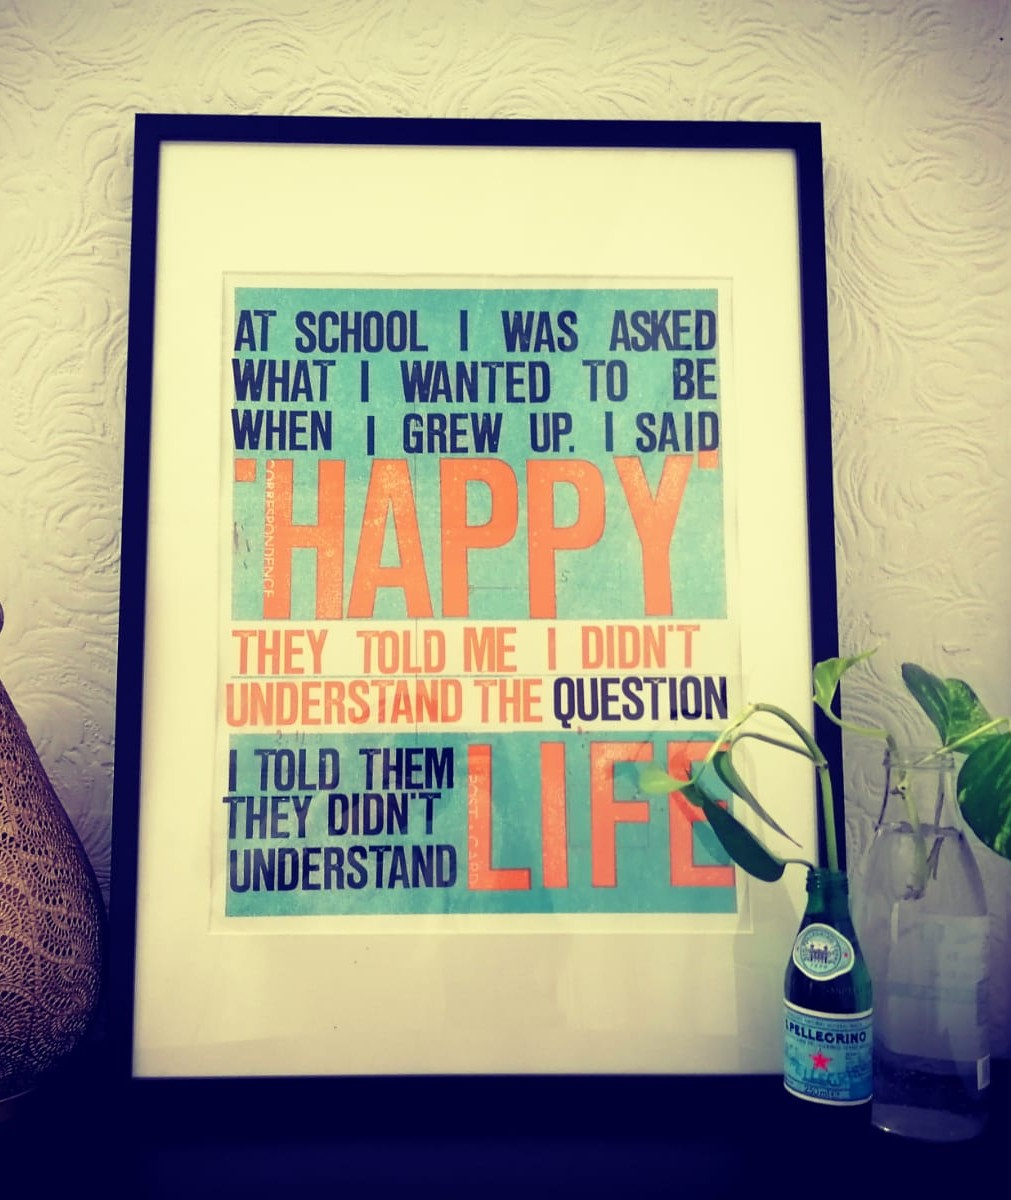 AT SCHOOL I WAS ASKED
WHAT I WANTED TO BE
WHEN I GREW UP. I SAID
'HAPPY'
CORRESPONDENCE
THEY TOLD ME I DIDN'T
UNDERSTAND THE QUESTION
I TOLD THEM
THEY DIDN'T
UNDERSTAND
LIFE
POST CARD
S.PELLEGRINO
250ml